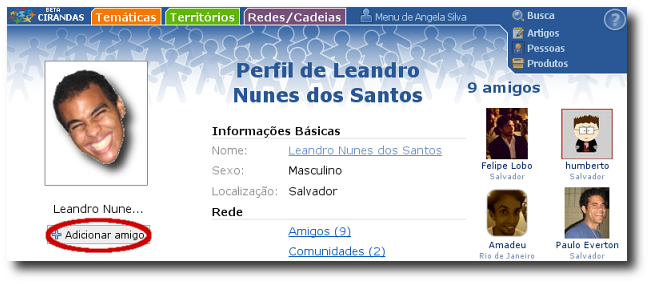 BETA
CIRANDAS
Temáticas
Territórios
Redes/Cadeias
Menu de Angela Silva
Busca
?
Artigos
Pessoas
Produtos
Perfil de Leandro
Nunes dos Santos
9 amigos
Leandro Nune...
Adicionar amigo
Informações Básicas
Nome: Leandro Nunes dos Santos
Sexo: Masculino
Localização: Salvador
Rede
Amigos (9)
Comunidades (2)
Felipe Lobo
Salvador
humberto
Salvador
Amadeu
Rio de Janeiro
Paulo Everton
Salvador